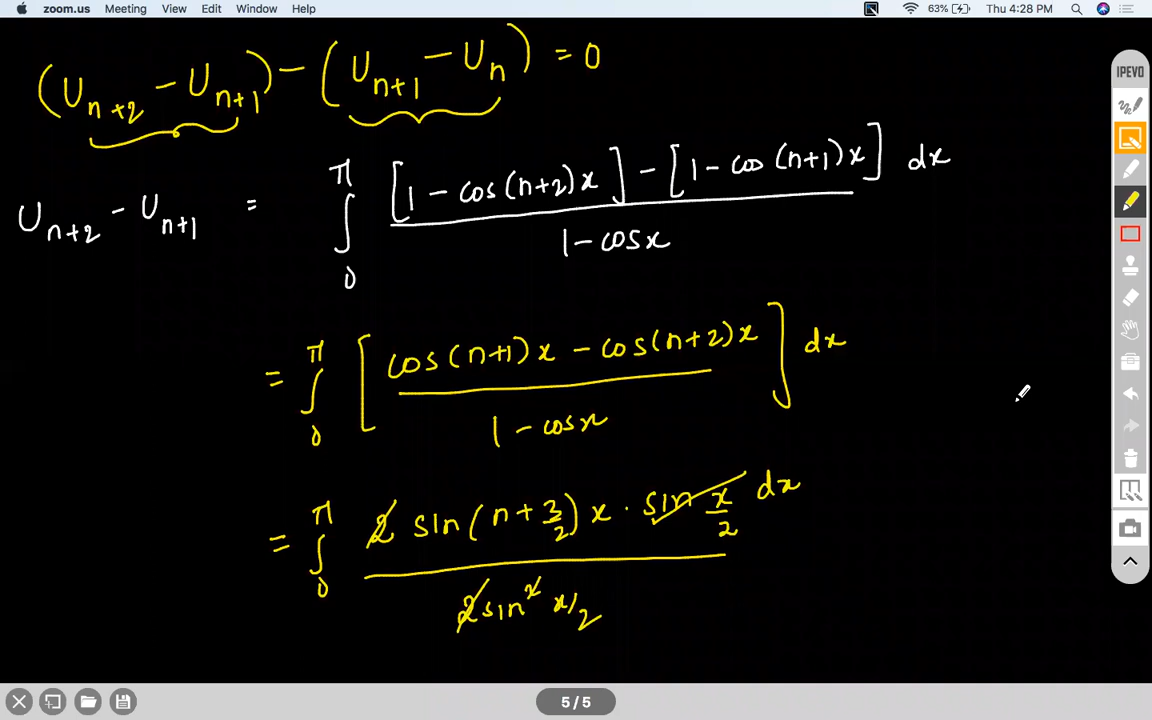 zoom.us Meeting View Edit Window Help 63% Thu 4:28 PM
IPEVO
(U_{n+2} - U_{n+1}) - (U_{n+1} - U_n) = 0
U_{n+2} - U_{n+1} = ∫_0^π [1 - cos(n+2)x] - [1 - cos(n+1)x] dx
1 - cosx
= ∫_0^π [cos(n+1)x - cos(n+2)x] dx
1 - cosx
= ∫_0^π 2 sin(n + 3/2)x · sin x/2 dx
2 sin² x/2
5 / 5